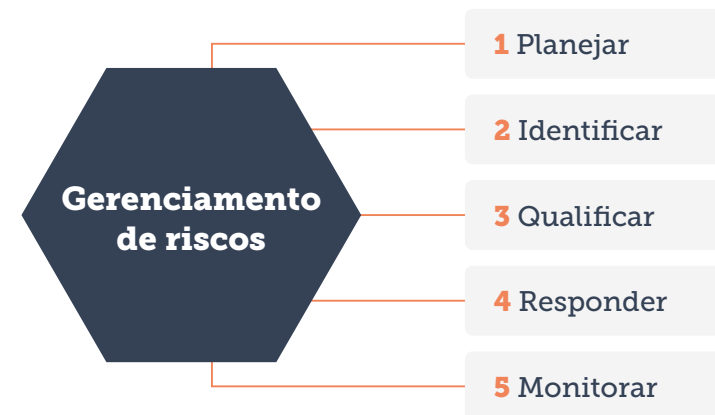 Gerenciamento
de riscos
1 Planejar
2 Identificar
3 Qualificar
4 Responder
5 Monitorar